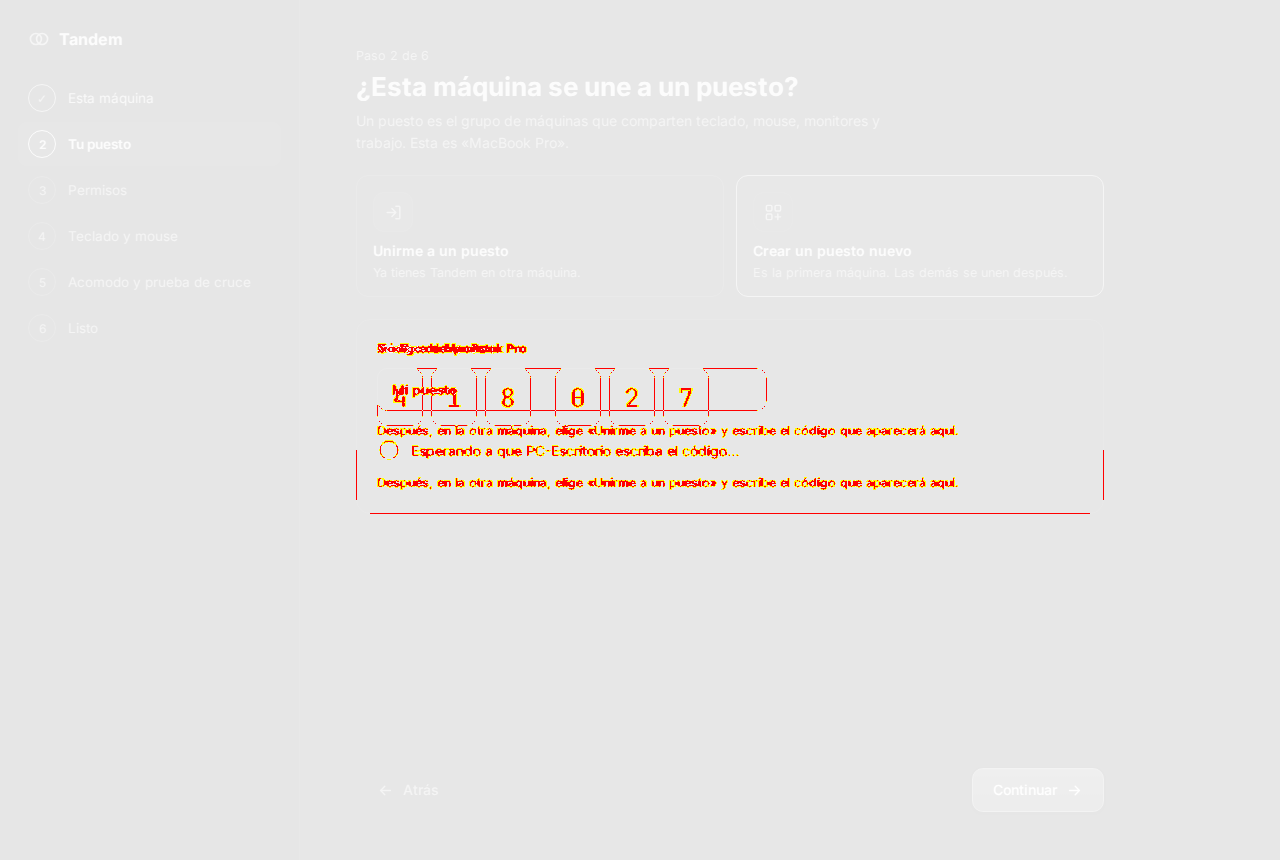 Tandem
✓ Esta máquina
2 Tu puesto
3 Permisos
4 Teclado y mouse
5 Acomodo y prueba de cruce
6 Listo
Paso 2 de 6
¿Esta máquina se une a un puesto?
Un puesto es el grupo de máquinas que comparten teclado, mouse, monitores y
trabajo. Esta es «MacBook Pro».
Unirme a un puesto
Ya tienes Tandem en otra máquina.
Crear un puesto nuevo
Es la primera máquina. Las demás se unen después.
MacBook Pro
Mi puesto
4 1 8 0 2 7
Después, en la otra máquina, elige «Unirme a un puesto» y escribe el código que aparecerá aquí.
Esperando a que PC-Escritorio escriba el código...
Después, en la otra máquina, elige «Unirme a un puesto» y escribe el código que aparecerá aquí.
Atrás
Continuar